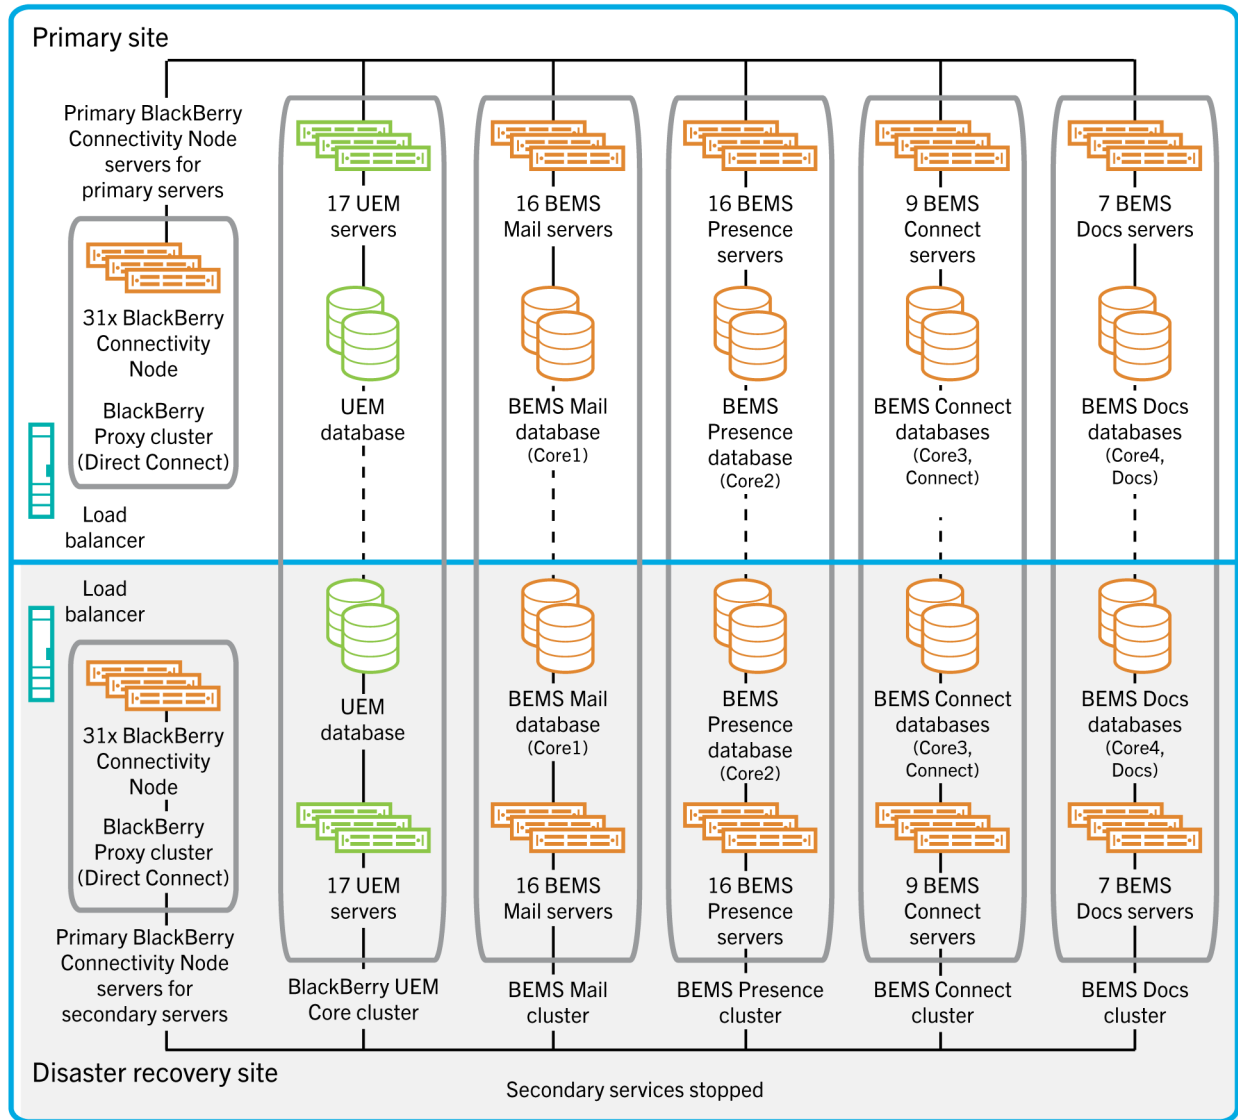 Primary site
Primary BlackBerry
Connectivity Node
servers for
primary servers
31x BlackBerry
Connectivity
Node
BlackBerry
Proxy cluster
(Direct Connect)
Load
balancer
17 UEM
servers
UEM
database
16 BEMS
Mail servers
BEMS Mail
database
(Core1)
16 BEMS
Presence
servers
BEMS
Presence
database
(Core2)
9 BEMS
Connect
servers
BEMS Connect
databases
(Core3,
Connect)
7 BEMS
Docs servers
BEMS Docs
databases
(Core4,
Docs)
Load
balancer
31x BlackBerry
Connectivity
Node
BlackBerry
Proxy cluster
(Direct Connect)
Primary BlackBerry
Connectivity Node
servers for
secondary servers
UEM
database
17 UEM
servers
BlackBerry UEM
Core cluster
BEMS Mail
database
(Core1)
16 BEMS
Mail servers
BEMS Mail
cluster
BEMS
Presence
database
(Core2)
16 BEMS
Presence
servers
BEMS Presence
cluster
BEMS Connect
databases
(Core3,
Connect)
9 BEMS
Connect
servers
BEMS Connect
cluster
BEMS Docs
databases
(Core4,
Docs)
7 BEMS
Docs servers
BEMS Docs
cluster
Disaster recovery site
Secondary services stopped